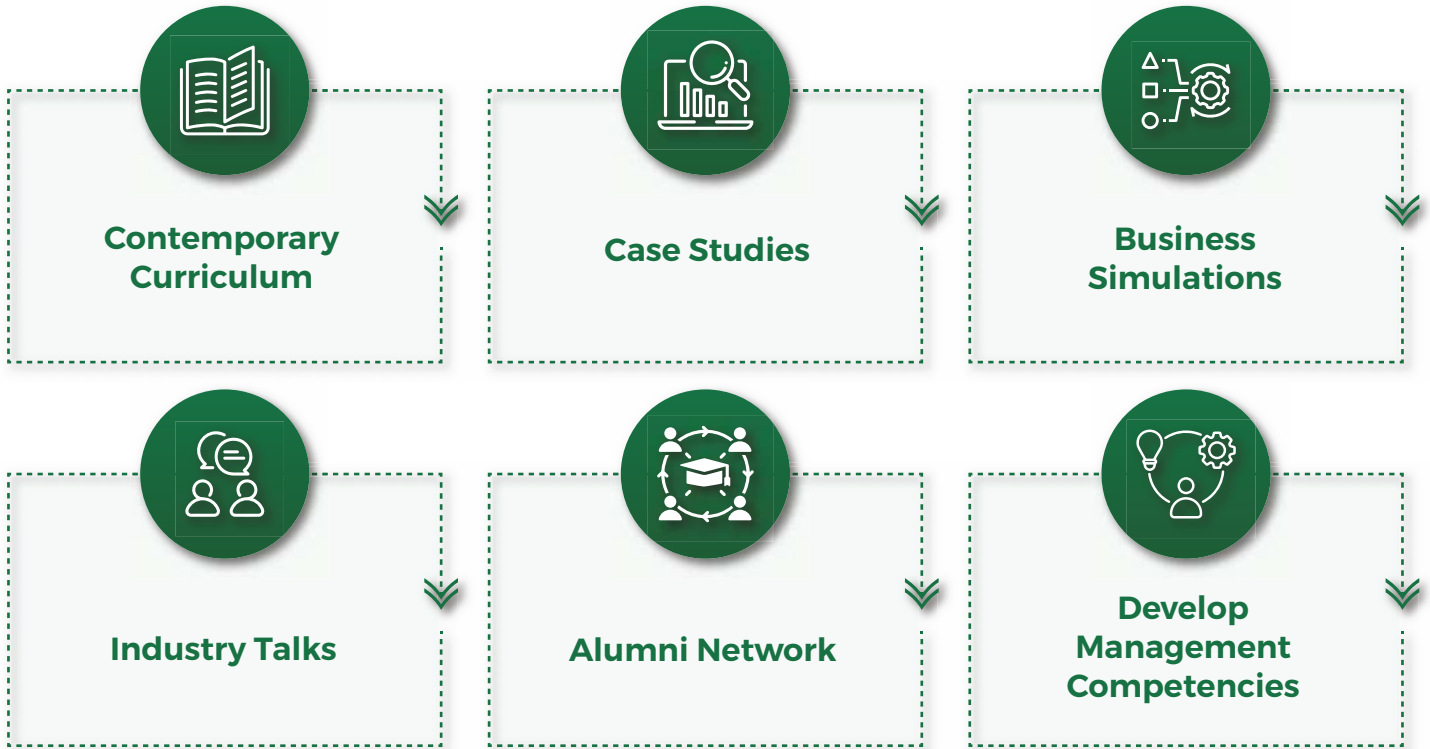 Contemporary
Curriculum
Case Studies
Business
Simulations
Industry Talks
Alumni Network
Develop
Management
Competencies